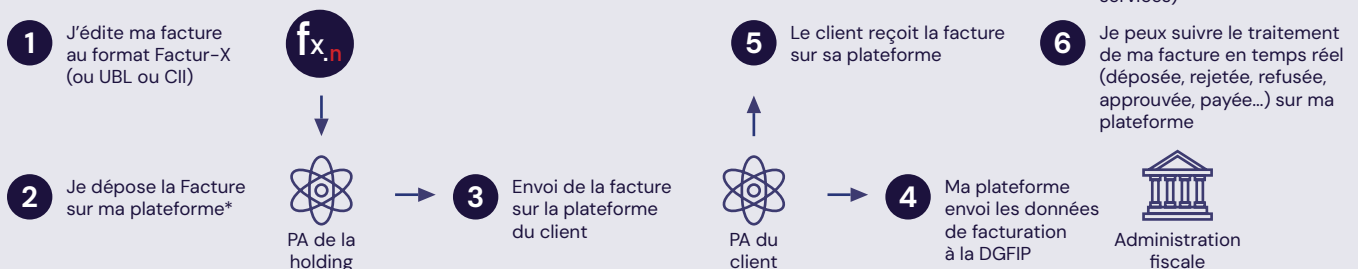 services)
1
J'édite ma facture
au format Factur-X
(ou UBL ou CII)
fx.n
5
Le client reçoit la facture
sur sa plateforme
6
Je peux suivre le traitement
de ma facture en temps réel
(déposée, rejetée, refusée,
approuvée, payée...) sur ma
plateforme
2
Je dépose la Facture
sur ma plateforme*
PA de la
holding
3
Envoi de la facture
sur la plateforme
du client
PA du
client
4
Ma plateforme
envoi les données
de facturation
à la DGFIP
Administration
fiscale